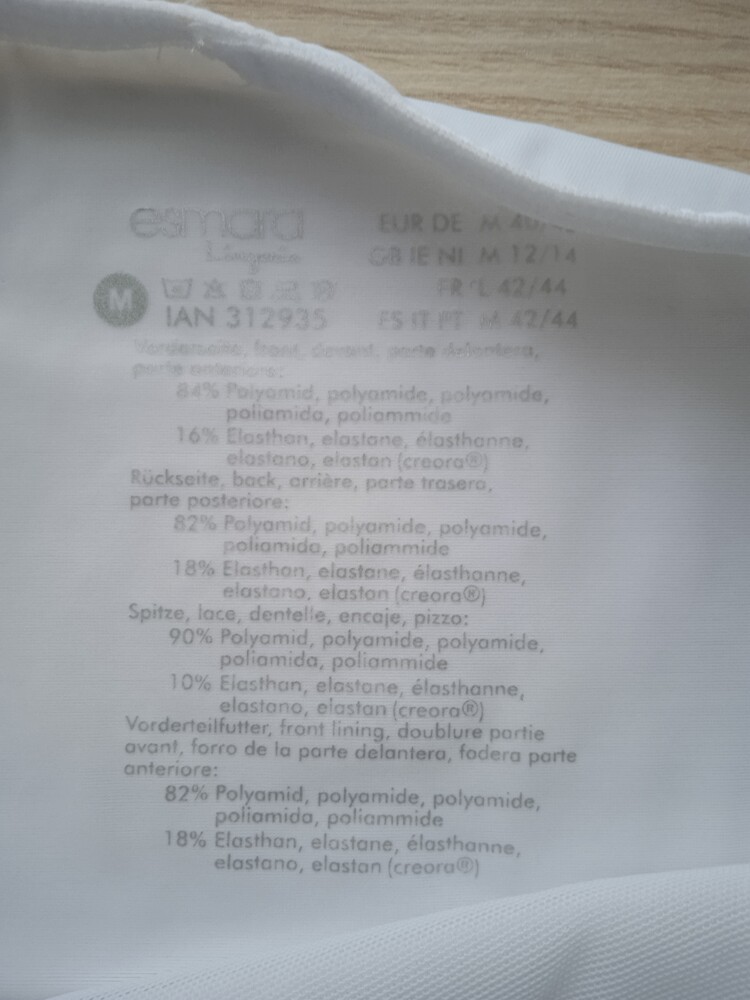 esmara
Lingerie
M
IAN 312935
EUR DE M 40/
GB IE NI M 12/14
FR L 42/44
ES IT PT M 42/44
Vorderseite, front, devant, parte delantera,
parte anteriore:
84% Polyamid, polyamide, polyamide,
poliamida, poliammide
16% Elasthan, elastane, élasthanne,
elastano, elastan (creora®)
Rückseite, back, arrière, parte trasera,
parte posteriore:
82% Polyamid, polyamide, polyamide,
poliamida, poliammide
18% Elasthan, elastane, élasthanne,
elastano, elastan (creora®)
Spitze, lace, dentelle, encaje, pizzo:
90% Polyamid, polyamide, polyamide,
poliamida, poliammide
10% Elasthan, elastane, élasthanne,
elastano, elastan (creora®)
Vorderteilfutter, front lining, doublure partie
avant, forro de la parte delantera, fodera parte
anteriore:
82% Polyamid, polyamide, polyamide,
poliamida, poliammide
18% Elasthan, elastane, élasthanne,
elastano, elastan (creora®)